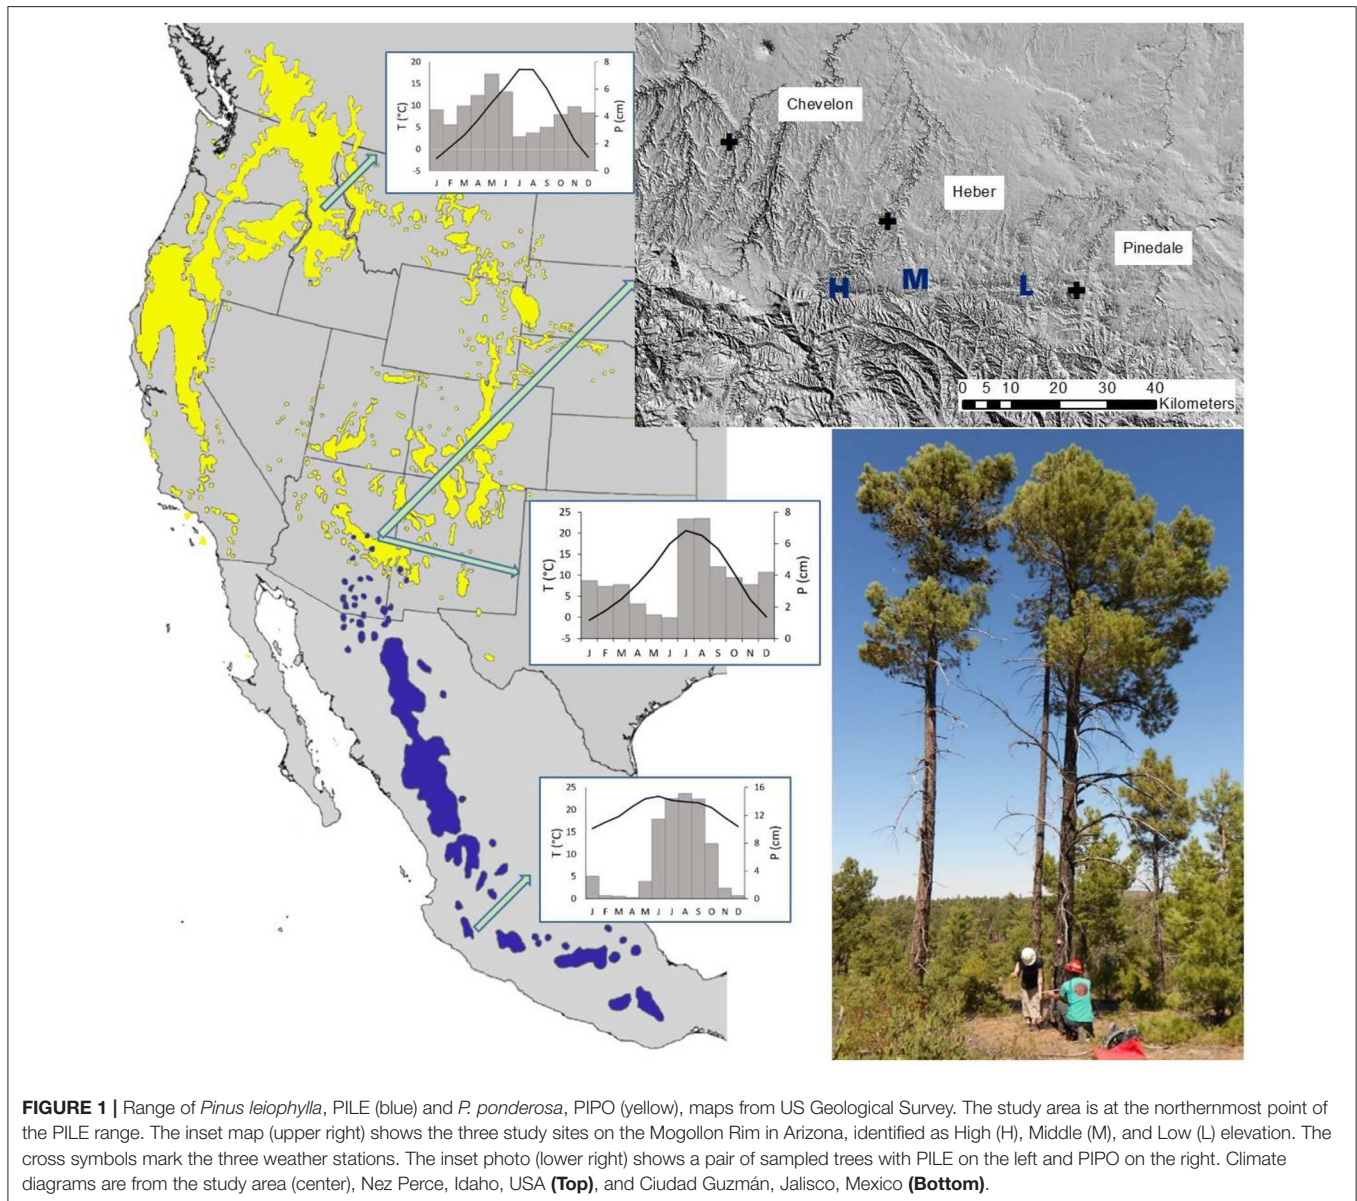 20
15
10
5
0
-5
T (°C)
8
6
4
2
0
P (cm)
J F M A M J J A S O N D
Chevelon
Heber
Pinedale
H
M
L
0 5 10 20 30 40
Kilometers
25
20
15
10
5
0
-5
T (°C)
8
6
4
2
0
P (cm)
J F M A M J J A S O N D
25
20
15
10
5
0
T (°C)
16
12
8
4
0
P (cm)
J F M A M J J A S O N D
FIGURE 1 | Range of Pinus leiophylla, PILE (blue) and P. ponderosa, PIPO (yellow), maps from US Geological Survey. The study area is at the northernmost point of
the PILE range. The inset map (upper right) shows the three study sites on the Mogollon Rim in Arizona, identified as High (H), Middle (M), and Low (L) elevation. The
cross symbols mark the three weather stations. The inset photo (lower right) shows a pair of sampled trees with PILE on the left and PIPO on the right. Climate
diagrams are from the study area (center), Nez Perce, Idaho, USA (Top), and Ciudad Guzmán, Jalisco, Mexico (Bottom).